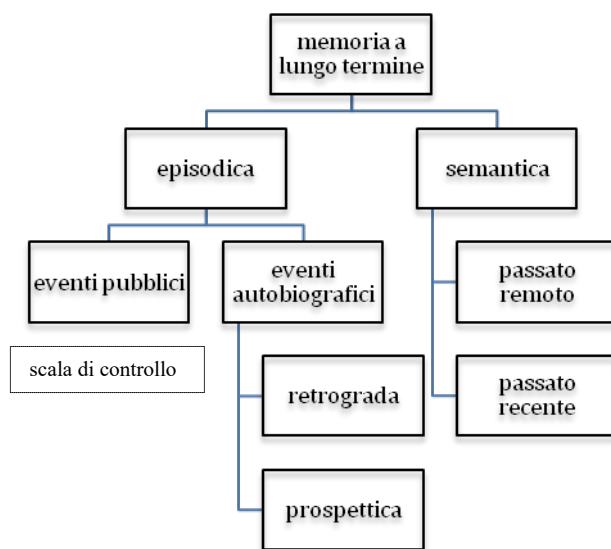 memoria a
lungo termine
episodica
semantica
eventi pubblici
eventi
autobiografici
passato
remoto
scala di controllo
retrograda
passato
recente
prospettica